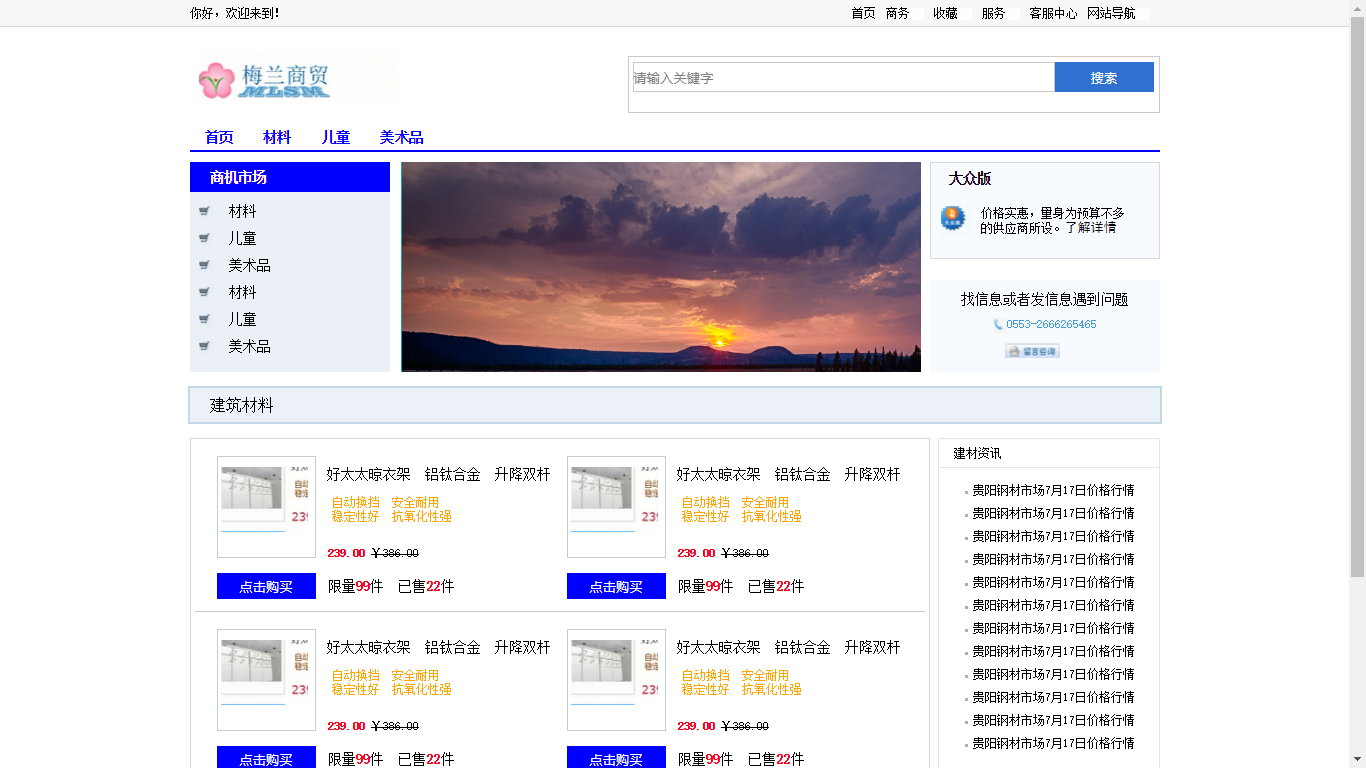 你好，欢迎来到！
首页 商务 收藏 服务 客服中心 网站导航
梅兰商贸
MLSM
请输入关键字 搜索
首页 材料 儿童 美术品
商机市场
材料
儿童
美术品
材料
儿童
美术品
大众版
价格实惠，量身为预算不多
的供应商所设。了解详情
找信息或者发信息遇到问题
0553-2666265465
留言咨询
建筑材料
好太太晾衣架 铝钛合金 升降双杆
自动换挡 安全耐用
稳定性好 抗氧化性强
239.00 ￥386.00
点击购买 限量99件 已售22件
好太太晾衣架 铝钛合金 升降双杆
自动换挡 安全耐用
稳定性好 抗氧化性强
239.00 ￥386.00
点击购买 限量99件 已售22件
好太太晾衣架 铝钛合金 升降双杆
自动换挡 安全耐用
稳定性好 抗氧化性强
239.00 ￥386.00
点击购买 限量99件 已售22件
好太太晾衣架 铝钛合金 升降双杆
自动换挡 安全耐用
稳定性好 抗氧化性强
239.00 ￥386.00
点击购买 限量99件 已售22件
建材资讯
贵阳钢材市场7月17日价格行情
贵阳钢材市场7月17日价格行情
贵阳钢材市场7月17日价格行情
贵阳钢材市场7月17日价格行情
贵阳钢材市场7月17日价格行情
贵阳钢材市场7月17日价格行情
贵阳钢材市场7月17日价格行情
贵阳钢材市场7月17日价格行情
贵阳钢材市场7月17日价格行情
贵阳钢材市场7月17日价格行情
贵阳钢材市场7月17日价格行情
贵阳钢材市场7月17日价格行情